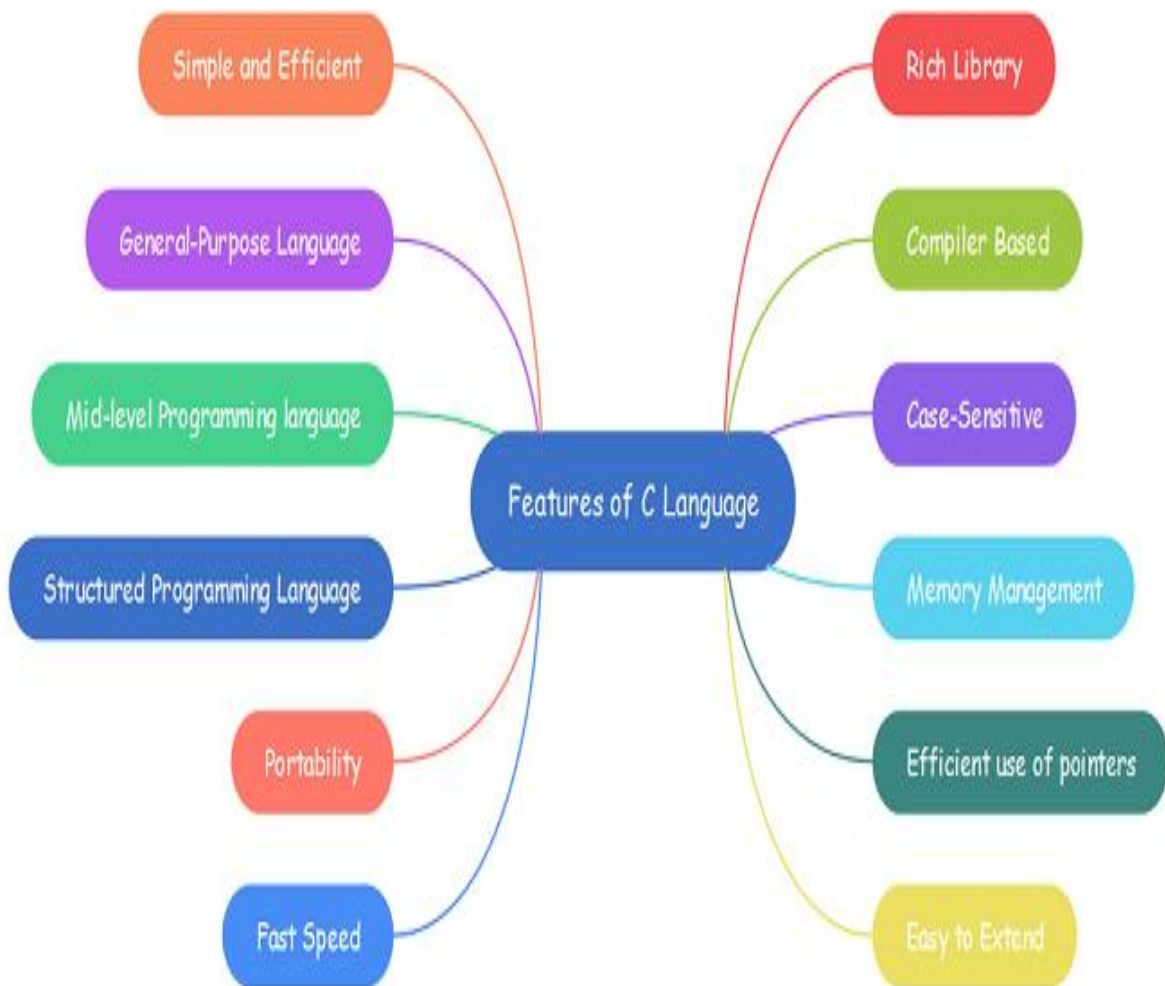 Simple and Efficient
General-Purpose Language
Mid-level Programming language
Structured Programming Language
Portability
Fast Speed
Features of C Language
Rich Library
Compiler Based
Case-Sensitive
Memory Management
Efficient use of pointers
Easy to Extend